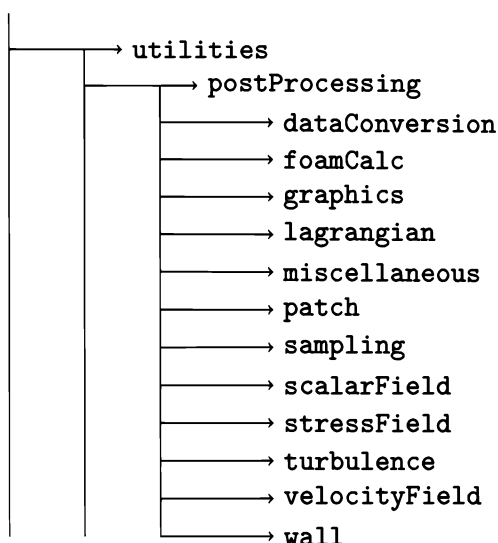 utilities
postProcessing
dataConversion
foamCalc
graphics
lagrangian
miscellaneous
patch
sampling
scalarField
stressField
turbulence
velocityField
wall